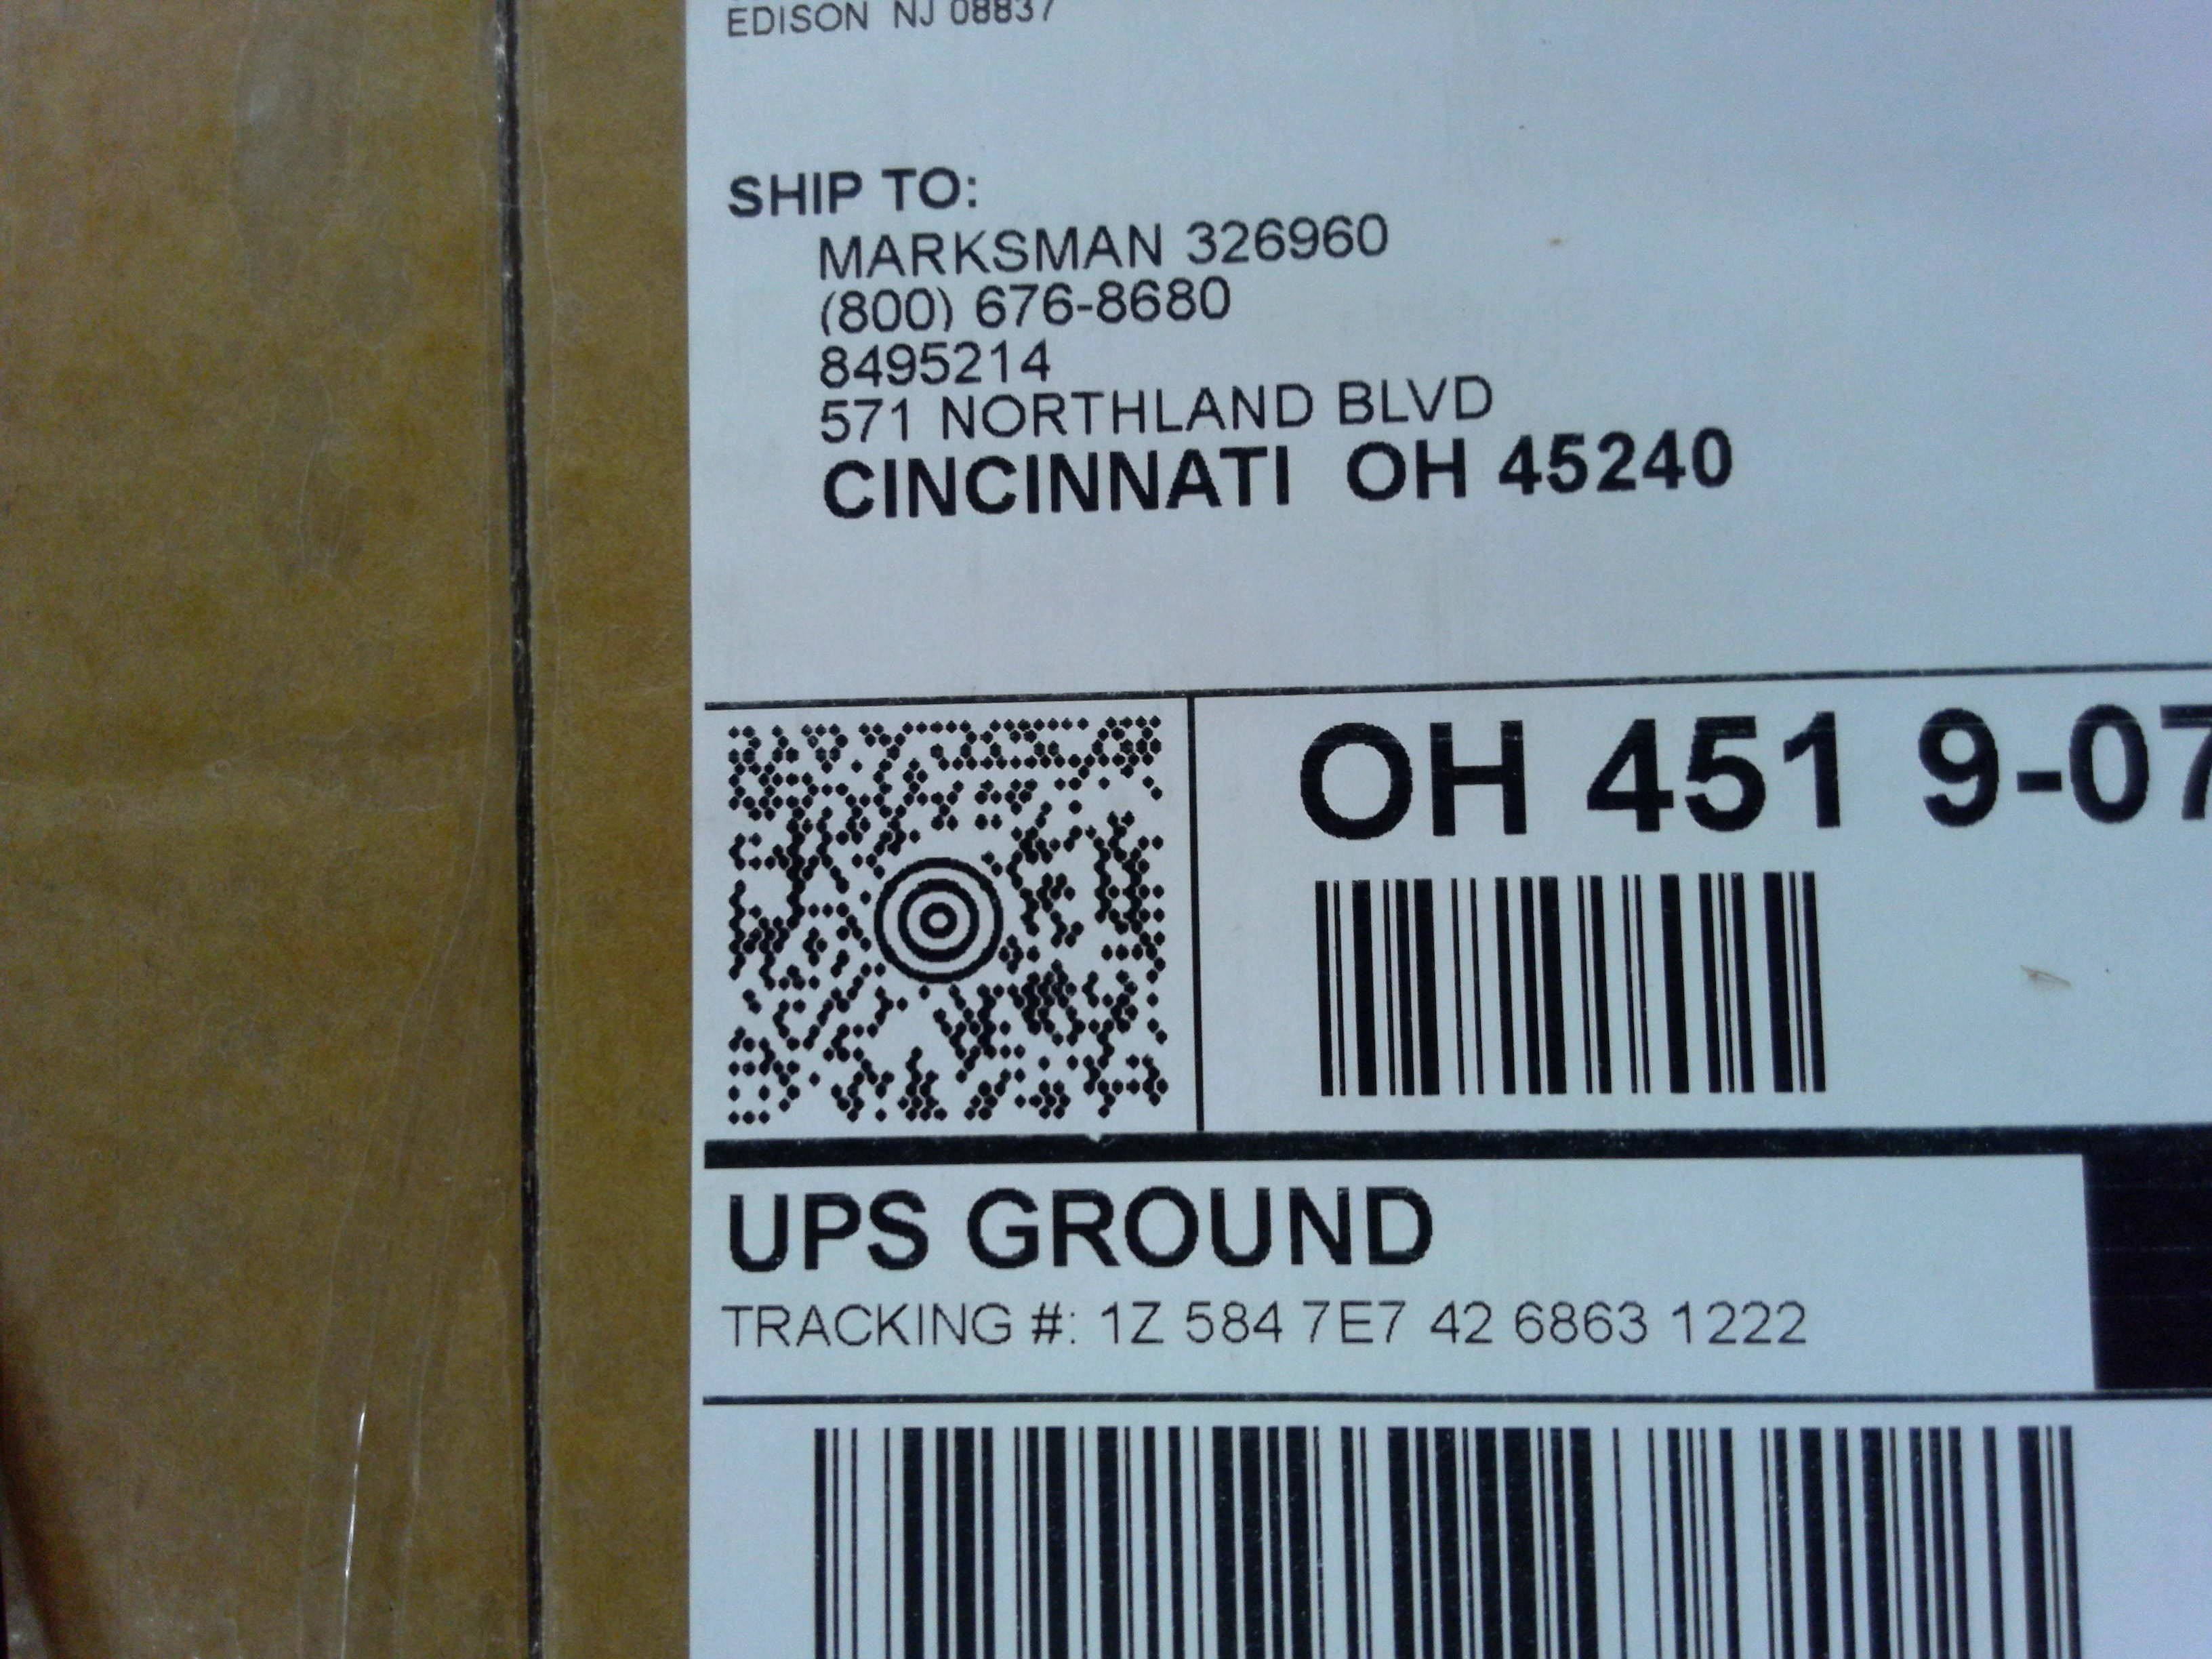 EDISON NJ 08837
SHIP TO:
MARKSMAN 326960
(800) 676-8680
8495214
571 NORTHLAND BLVD
CINCINNATI OH 45240
OH 451 9-07
UPS GROUND
TRACKING #: 1Z 584 7E7 42 6863 1222